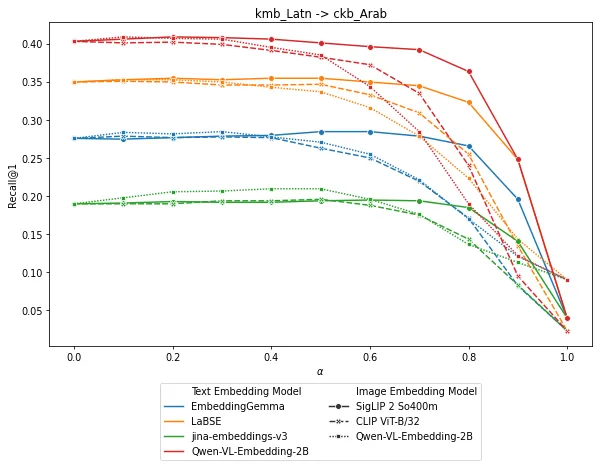 kmb_Latn -> ckb_Arab
Recall@1
0.40
0.35
0.30
0.25
0.20
0.15
0.10
0.05
0.0 0.2 0.4 0.6 0.8 1.0
α
Text Embedding Model
EmbeddingGemma
LaBSE
jina-embeddings-v3
Qwen-VL-Embedding-2B
Image Embedding Model
SigLIP 2 So400m
CLIP ViT-B/32
Qwen-VL-Embedding-2B